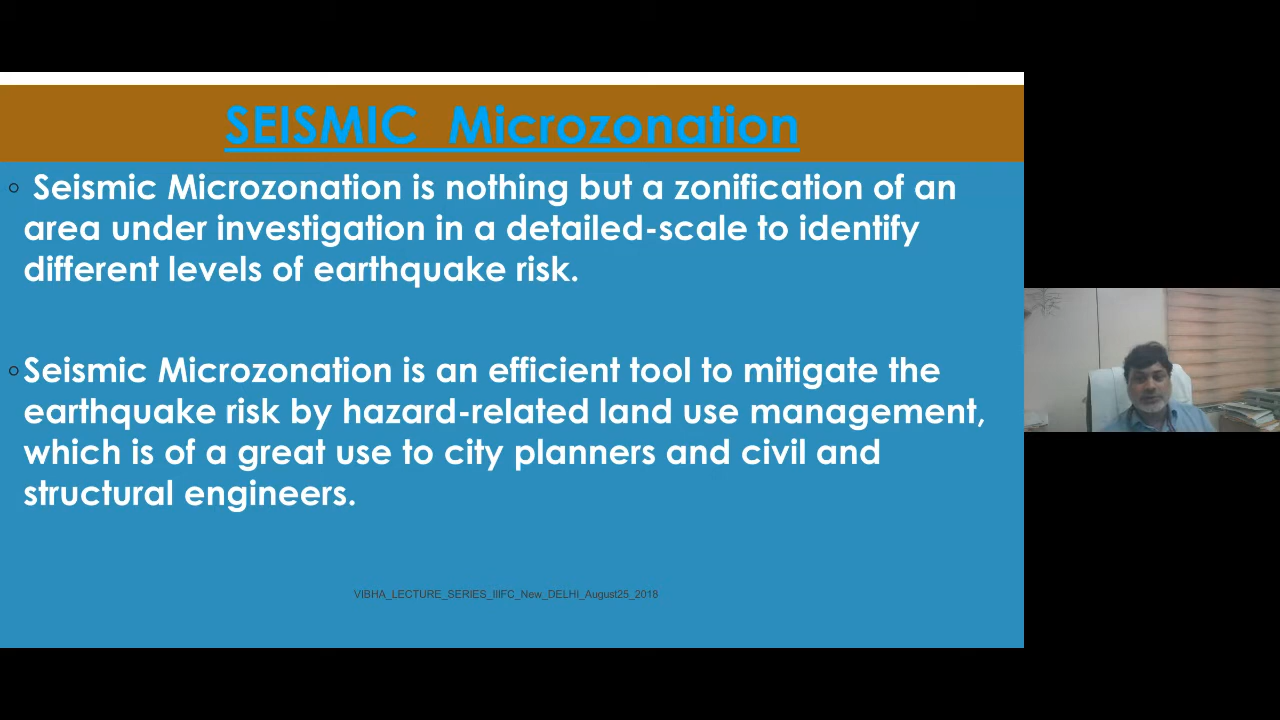 SEISMIC Microzonation
Seismic Microzonation is nothing but a zonification of an
area under investigation in a detailed-scale to identify
different levels of earthquake risk.
Seismic Microzonation is an efficient tool to mitigate the
earthquake risk by hazard-related land use management,
which is of a great use to city planners and civil and
structural engineers.
VIBHA_LECTURE_SERIES_IIIFC_New_DELHI_August25_2018